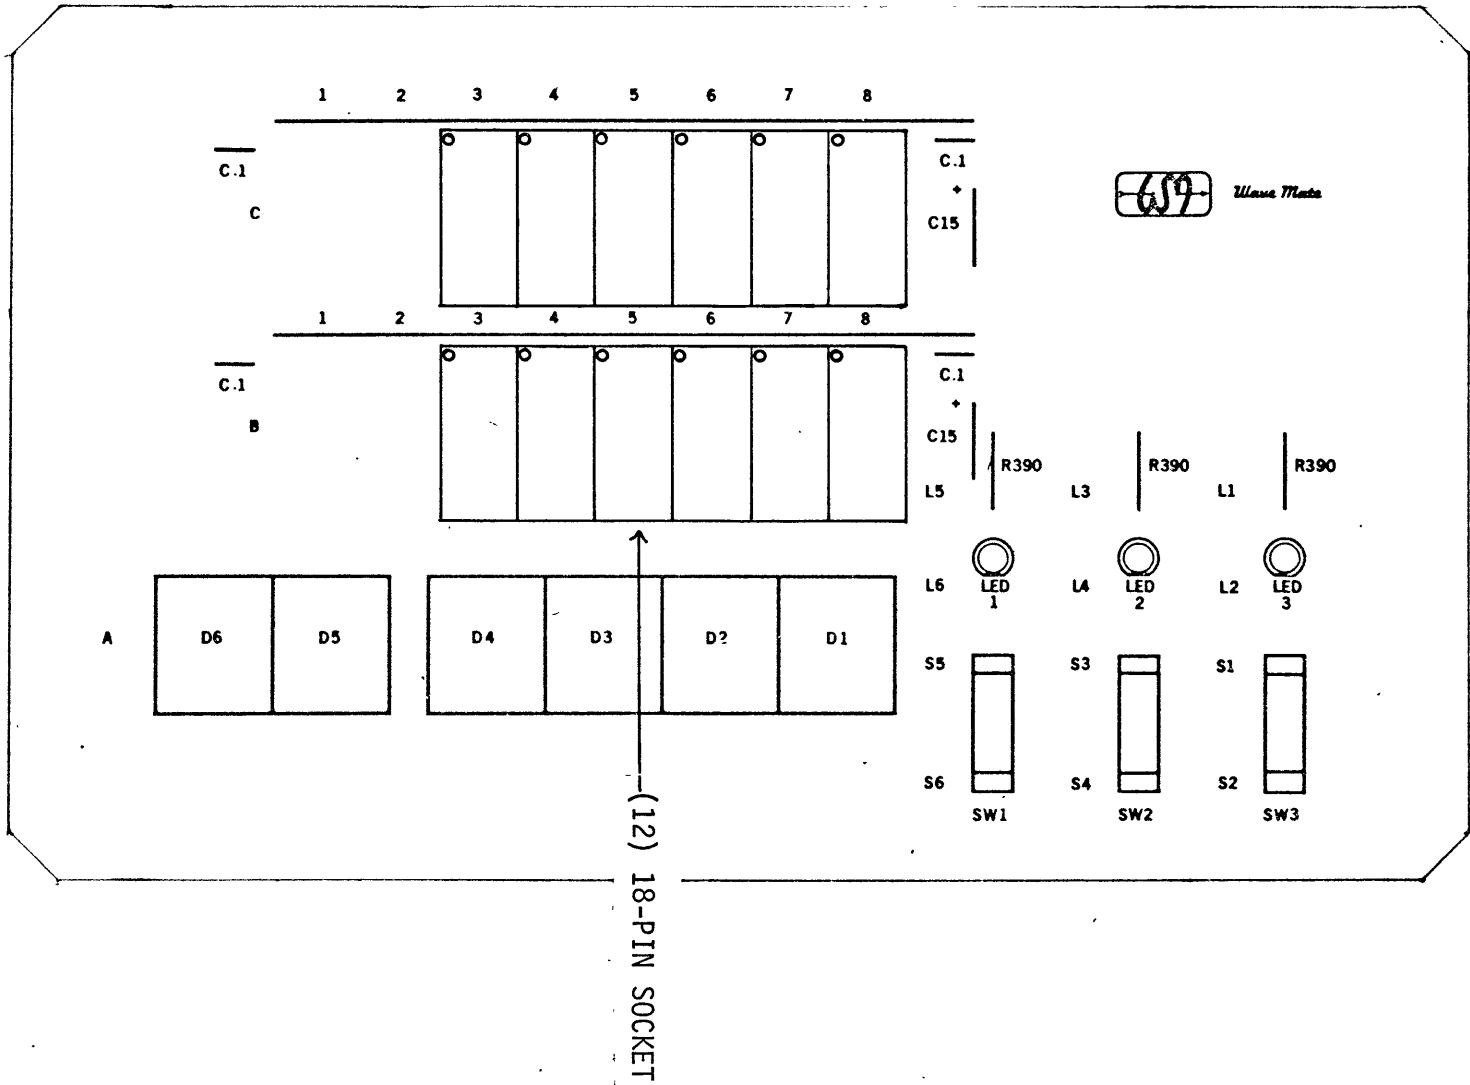 1 2 3 4 5 6 7 8
C.1
C
C.1
+
C15
Wave Mate
1 2 3 4 5 6 7 8
C.1
B
C.1
+
C15
R390 R390 R390
L5 L3 L1
L6 LED 1 L4 LED 2 L2 LED 3
A D6 D5 D4 D3 D2 D1
S5 S3 S1
S6 S4 S2
SW1 SW2 SW3
(12) 18-PIN SOCKET